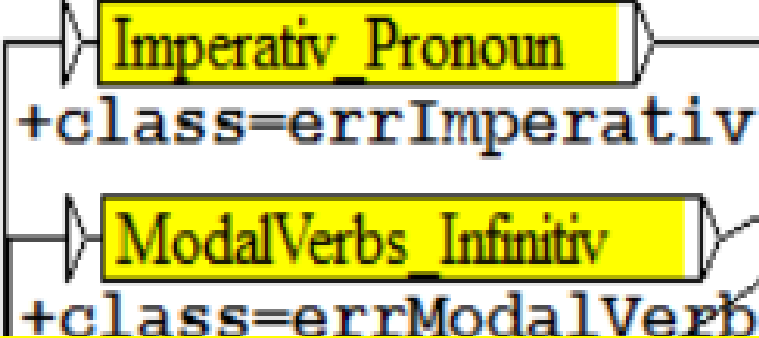 Imperativ_Pronoun
+class=errImperativ
ModalVerbs_Infinitiv
+class=errModalVerb